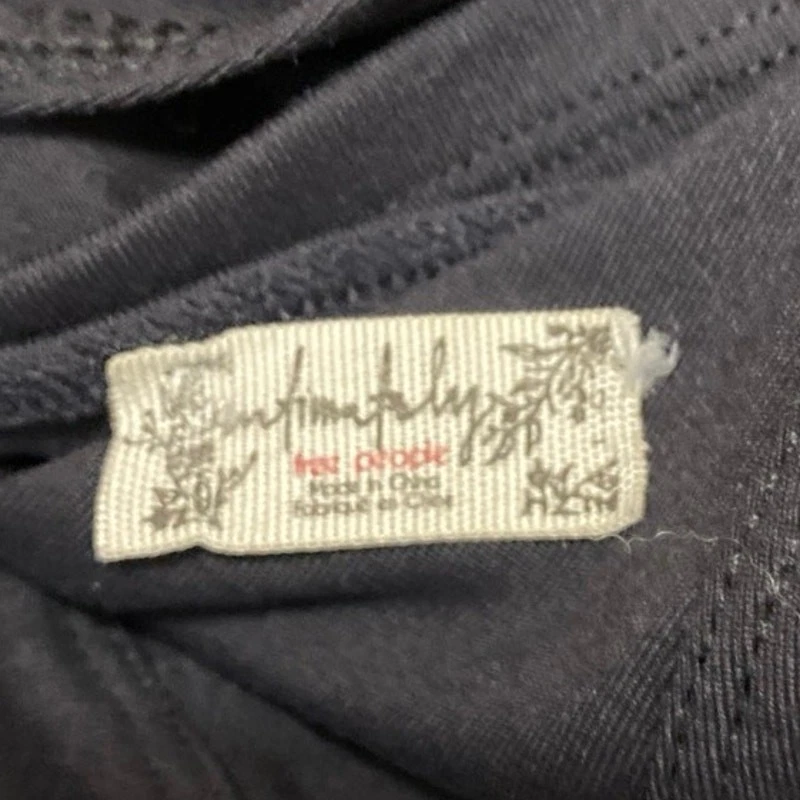 intimately
free people
Made in China
Fabriqué en Chine